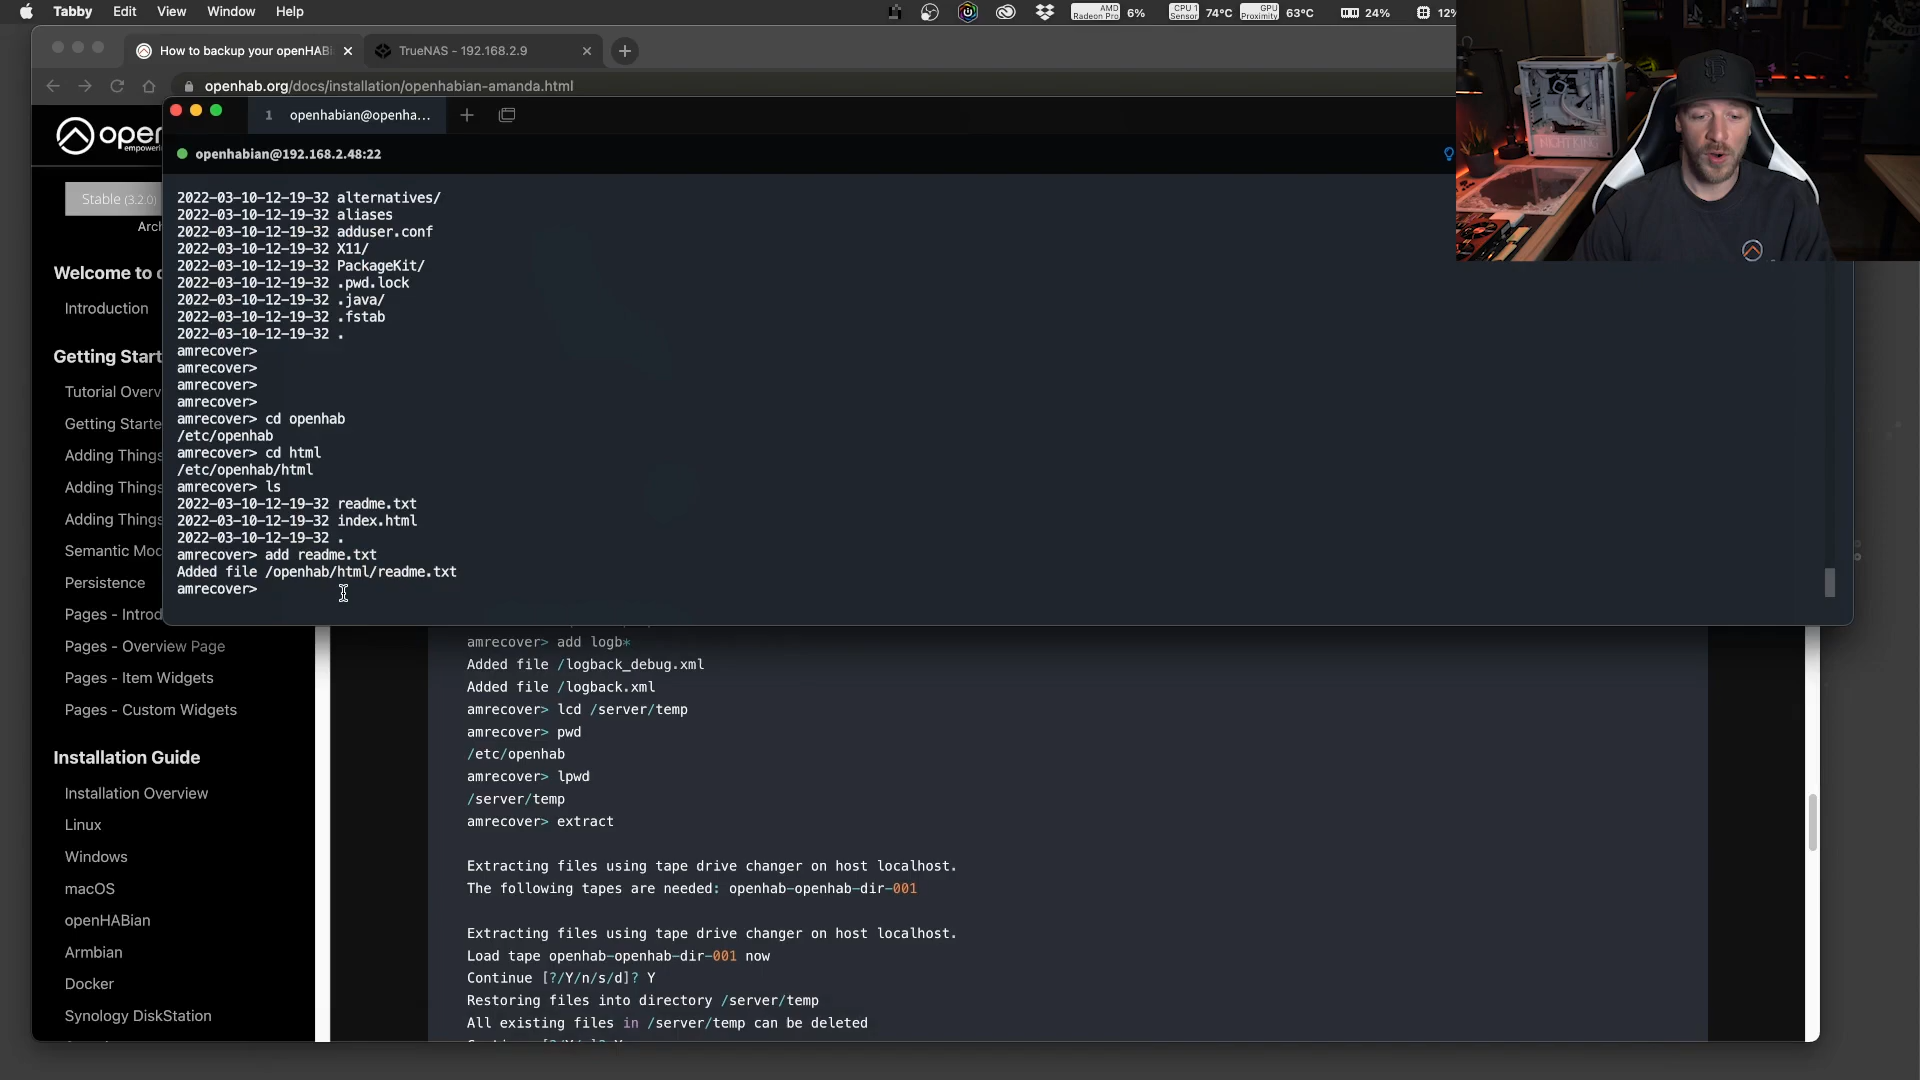 Tabby Edit View Window Help
AMD Radeon Pro 6% CPU 1 Sensor 74°C GPU Proximity 63°C 24% 12%
How to backup your openHAB TrueNAS - 192.168.2.9
openhab.org/docs/installation/openhabian-amanda.html
1 openhabian@openha...
openhabian@192.168.2.48:22
2022-03-10-12-19-32 alternatives/
2022-03-10-12-19-32 aliases
2022-03-10-12-19-32 adduser.conf
2022-03-10-12-19-32 X11/
2022-03-10-12-19-32 PackageKit/
2022-03-10-12-19-32 .pwd.lock
2022-03-10-12-19-32 .java/
2022-03-10-12-19-32 .fstab
2022-03-10-12-19-32 .
amrecover>
amrecover>
amrecover>
amrecover>
amrecover> cd openhab
/etc/openhab
amrecover> cd html
/etc/openhab/html
amrecover> ls
2022-03-10-12-19-32 readme.txt
2022-03-10-12-19-32 index.html
2022-03-10-12-19-32 .
amrecover> add readme.txt
Added file /openhab/html/readme.txt
amrecover>
open
empowering
Stable (3.2.0)
Arch
Welcome to o
Introduction
Getting Start
Tutorial Overv
Getting Starte
Adding Things
Adding Things
Adding Things
Semantic Mod
Persistence
Pages - Introd
Pages - Overview Page
Pages - Item Widgets
Pages - Custom Widgets
Installation Guide
Installation Overview
Linux
Windows
macOS
openHABian
Armbian
Docker
Synology DiskStation
amrecover> add logb*
Added file /logback_debug.xml
Added file /logback.xml
amrecover> lcd /server/temp
amrecover> pwd
/etc/openhab
amrecover> lpwd
/server/temp
amrecover> extract
Extracting files using tape drive changer on host localhost.
The following tapes are needed: openhab-openhab-dir-001
Extracting files using tape drive changer on host localhost.
Load tape openhab-openhab-dir-001 now
Continue [?/Y/n/s/d]? Y
Restoring files into directory /server/temp
All existing files in /server/temp can be deleted